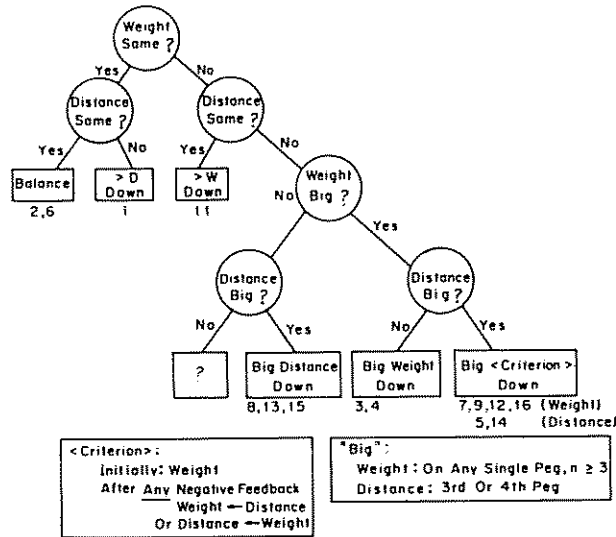 Weight
Same ?
Yes
No
Distance
Same ?
Distance
Same ?
Yes
No
Yes
No
Balance
> D
Down
> W
Down
Weight
Big ?
2,6
1
11
No
Yes
Distance
Big ?
Distance
Big ?
No
Yes
No
Yes
?
Big Distance
Down
Big Weight
Down
Big <Criterion>
Down
8,13,15
3,4
7,9,12,16 (Weight)
5,14 (Distance)
<Criterion>:
Initially: Weight
After Any Negative Feedback
Weight ← Distance
Or Distance ← Weight
"Big":
Weight: On Any Single Peg, n ≥ 3
Distance: 3rd Or 4th Peg